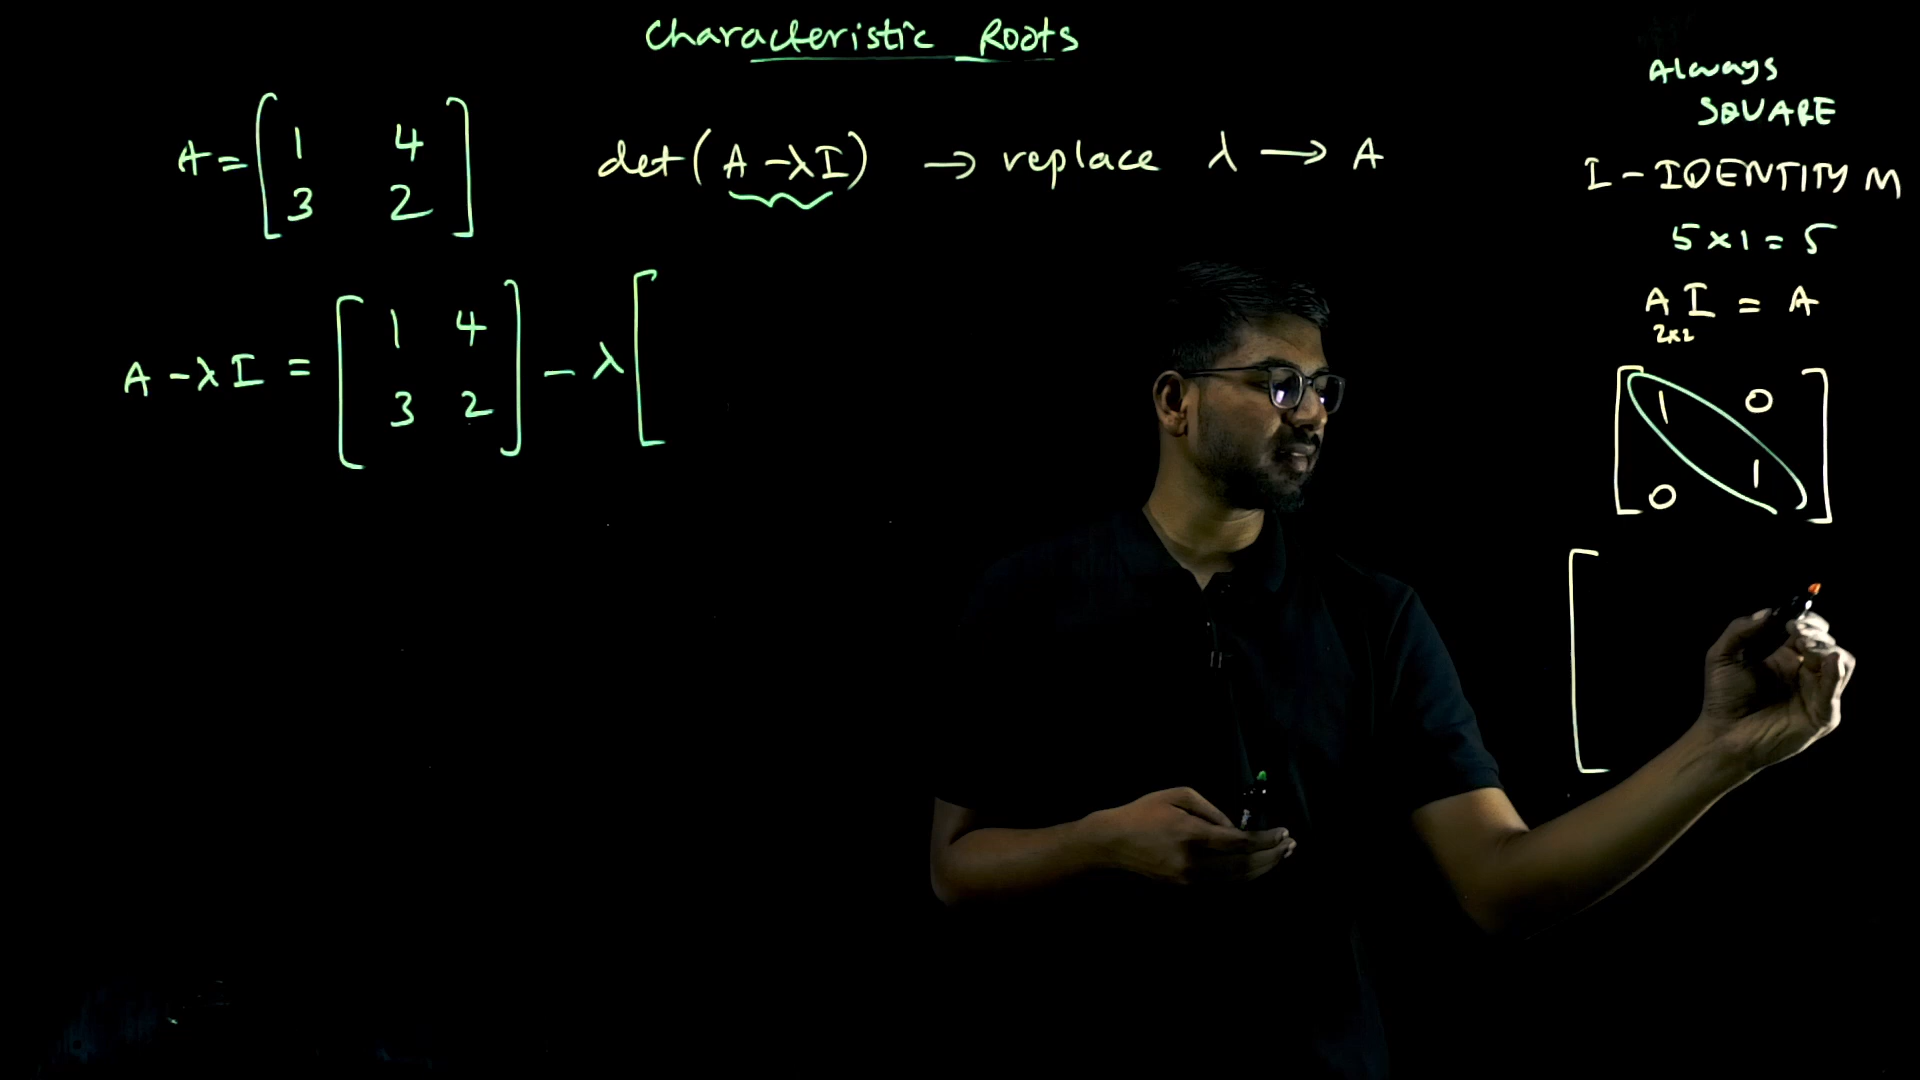 Characteristic Roots
A = [ 1 4
3 2 ]
det(A - λI) → replace λ → A
A - λI = [ 1 4
3 2 ] - λ [
Always
SQUARE
I - IDENTITY M
5 × 1 = 5
A I = A
2x2
[ 1 0
0 1 ]
[